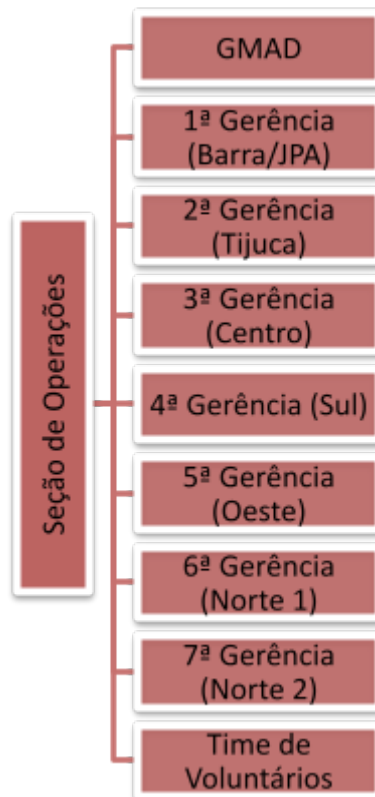 GMAD
1ª Gerência
(Barra/JPA)
2ª Gerência
(Tijuca)
3ª Gerência
(Centro)
Seção de Operações
4ª Gerência (Sul)
5ª Gerência
(Oeste)
6ª Gerência
(Norte 1)
7ª Gerência
(Norte 2)
Time de
Voluntários